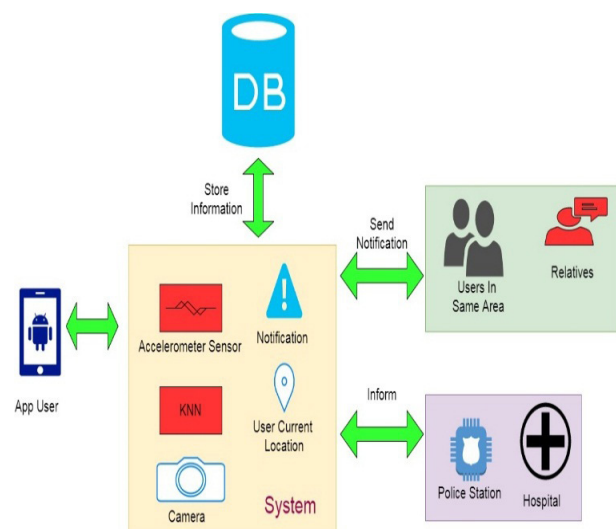 DB
Store
Information
Send
Notification
Users In
Same Area
Relatives
Accelerometer Sensor
Notification
App User
KNN
User Current
Location
Camera
System
Inform
Police Station
Hospital